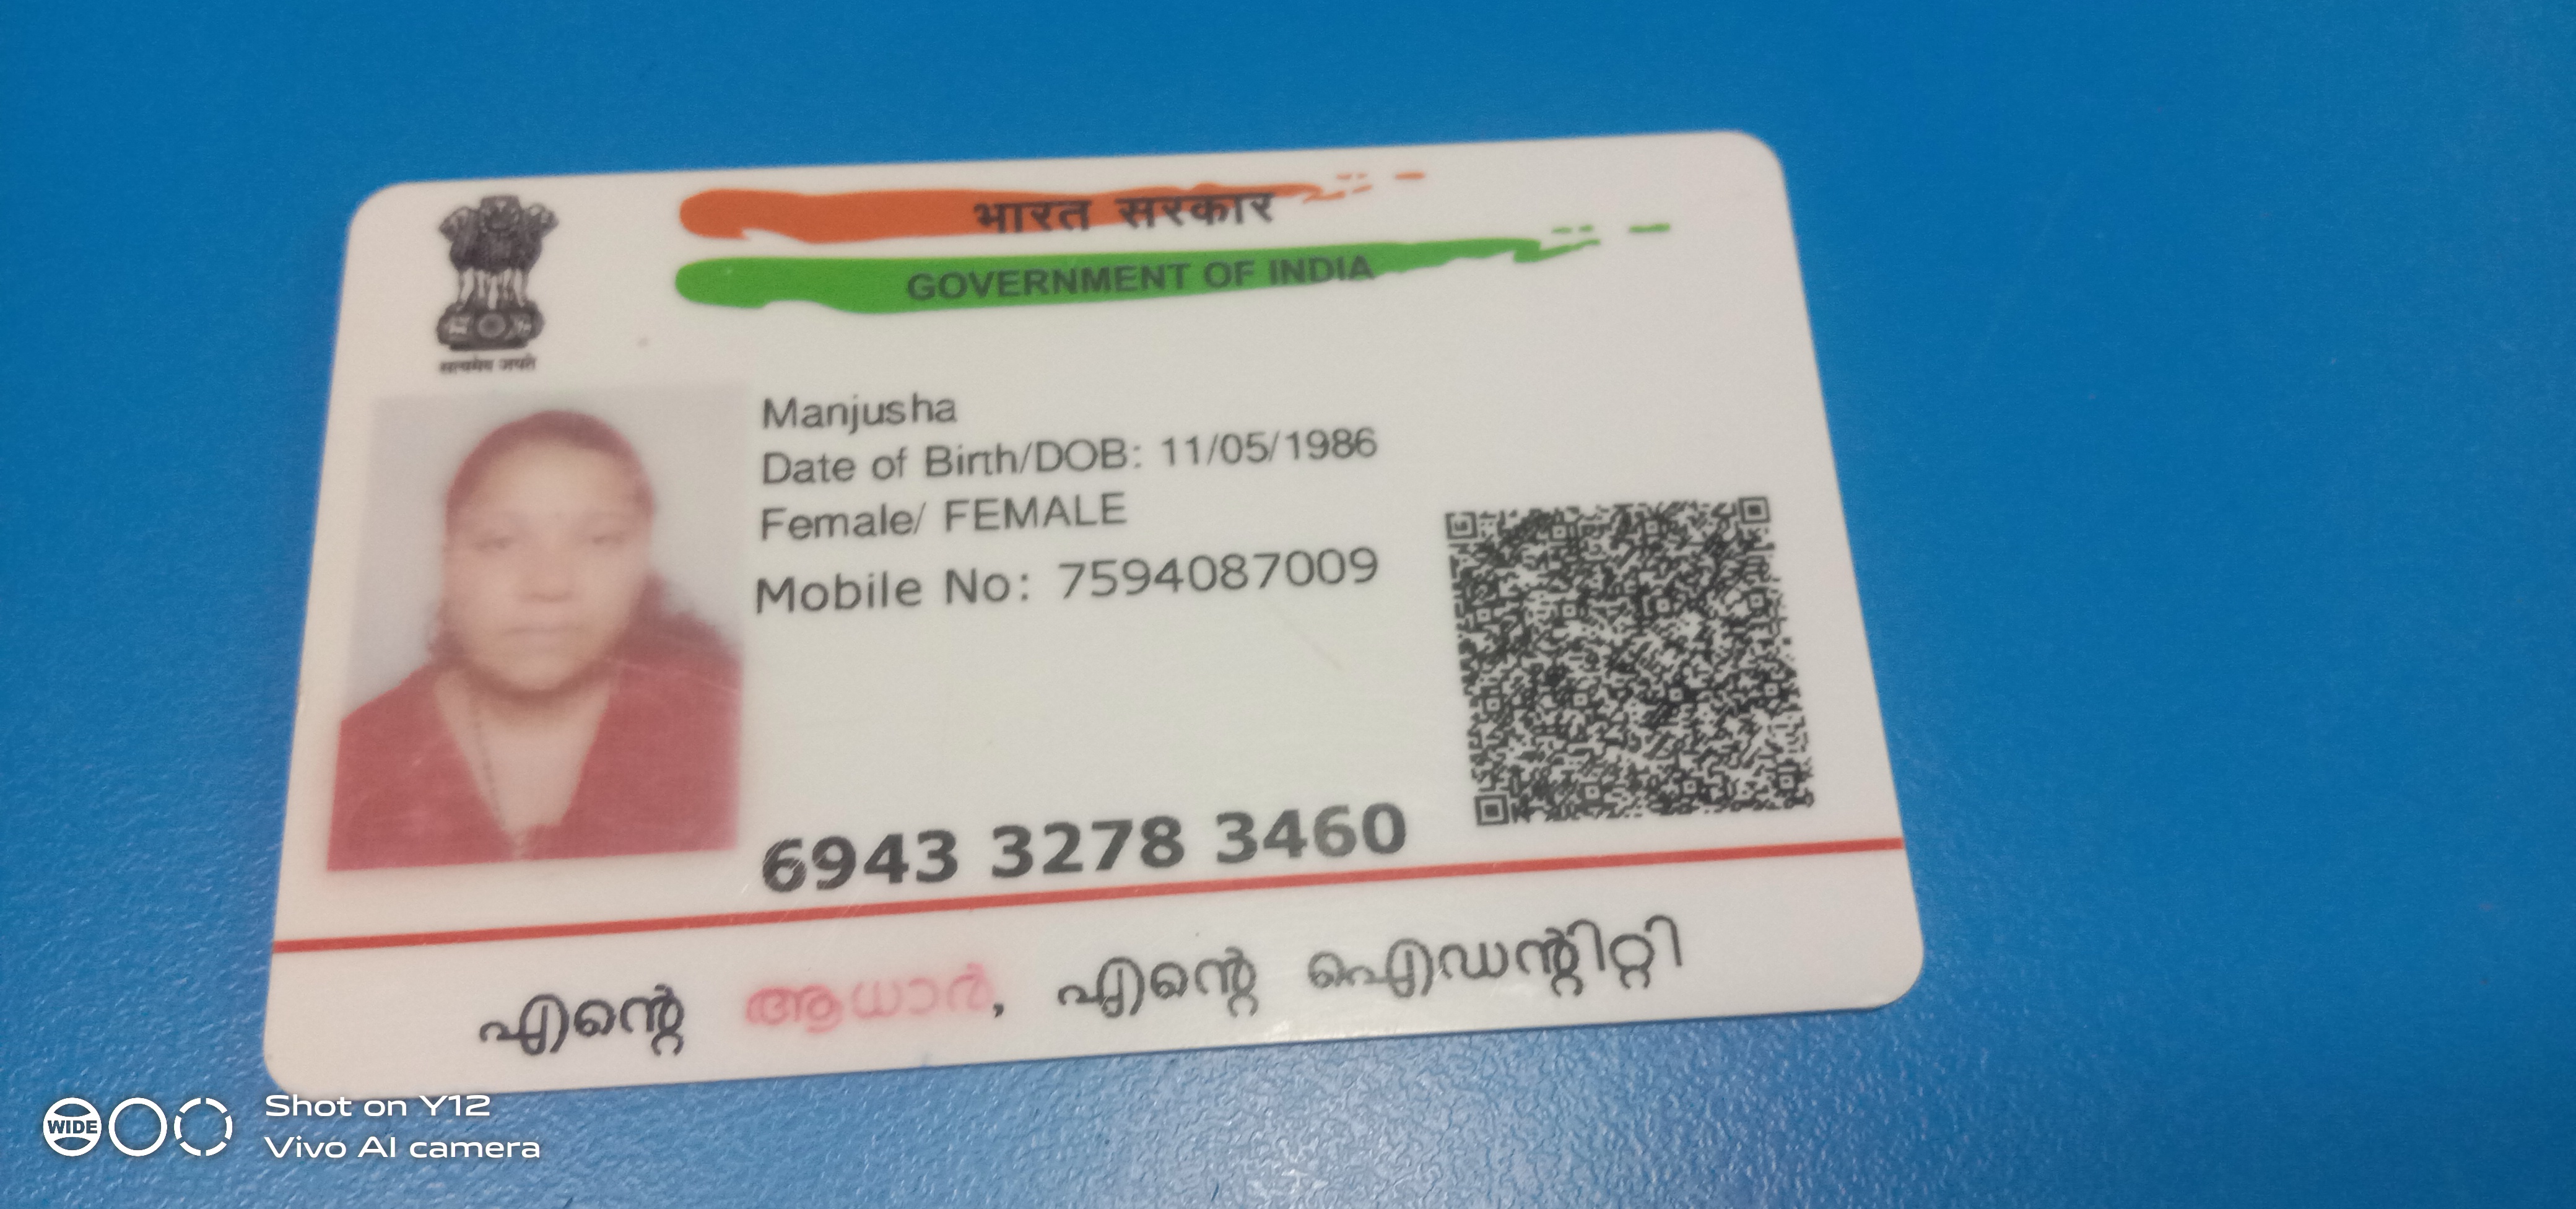 भारत सरकार
GOVERNMENT OF INDIA
सत्यमेव जयते
Manjusha
Date of Birth/DOB: 11/05/1986
Female/ FEMALE
Mobile No: 7594087009
6943 3278 3460
എന്റെ ആധാർ, എന്റെ ഐഡന്റിറ്റി
WIDE
Shot on Y12
Vivo AI camera